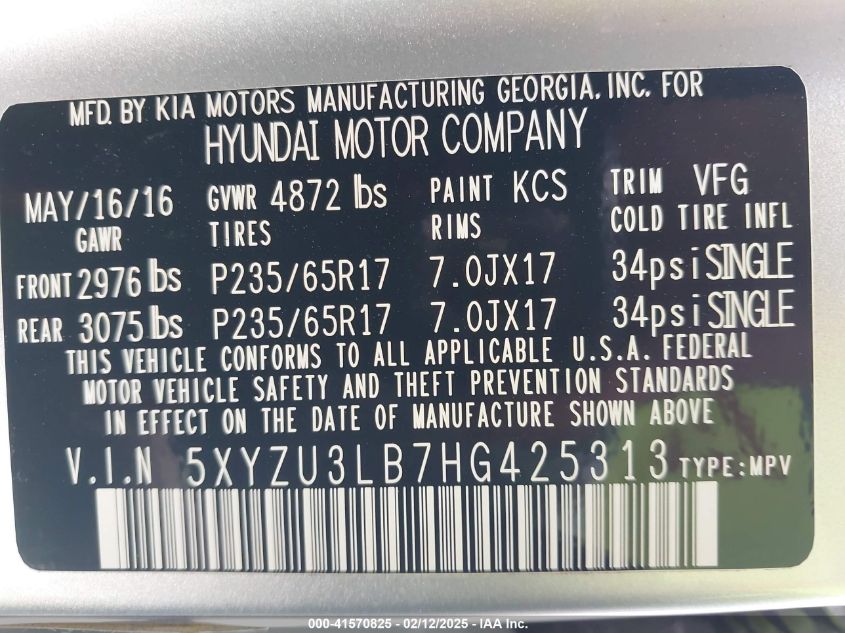 MFD. BY KIA MOTORS MANUFACTURING GEORGIA, INC. FOR
HYUNDAI MOTOR COMPANY
MAY/16/16 GVWR 4872 lbs PAINT KCS TRIM VFG
GAWR TIRES RIMS COLD TIRE INFL
FRONT 2976 lbs P235/65R17 7.0JX17 34psi SINGLE
REAR 3075 lbs P235/65R17 7.0JX17 34psi SINGLE
THIS VEHICLE CONFORMS TO ALL APPLICABLE U.S.A. FEDERAL
MOTOR VEHICLE SAFETY AND THEFT PREVENTION STANDARDS
IN EFFECT ON THE DATE OF MANUFACTURE SHOWN ABOVE
V.I.N 5XYZU3LB7HG425313 TYPE:MPV
000-41570825 - 02/12/2025 - IAA Inc.